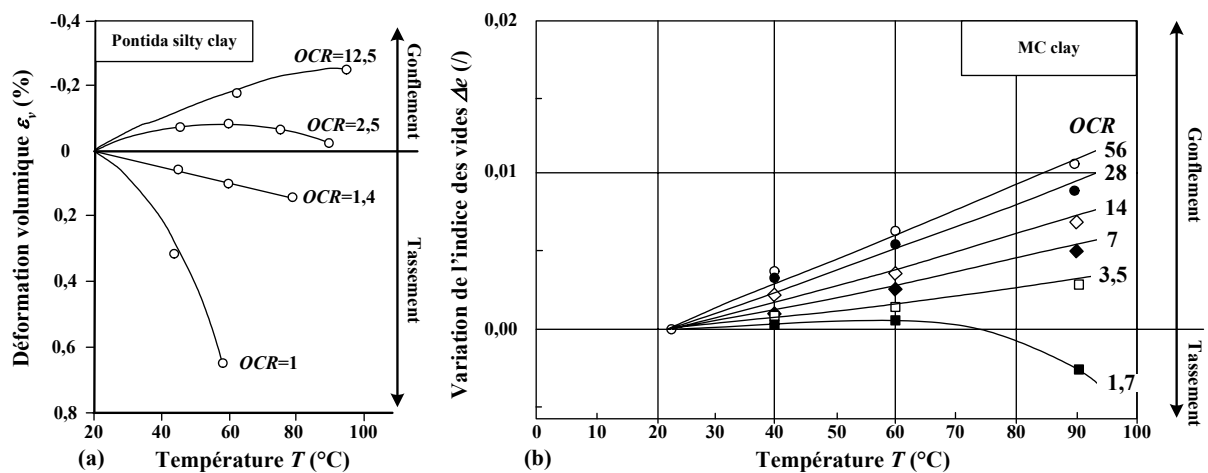 Pontida silty clay
Déformation volumique εv (%)
-0,4
-0,2
0
0,2
0,4
0,6
0,8
OCR=12,5
OCR=2,5
OCR=1,4
OCR=1
Gonflement
Tassement
20 40 60 80 100
(a) Température T (°C)
MC clay
Variation de l'indice des vides Δe (/)
0,02
0,01
0,00
OCR
56
28
14
7
3,5
1,7
Gonflement
Tassement
0 10 20 30 40 50 60 70 80 90 100
(b) Température T (°C)